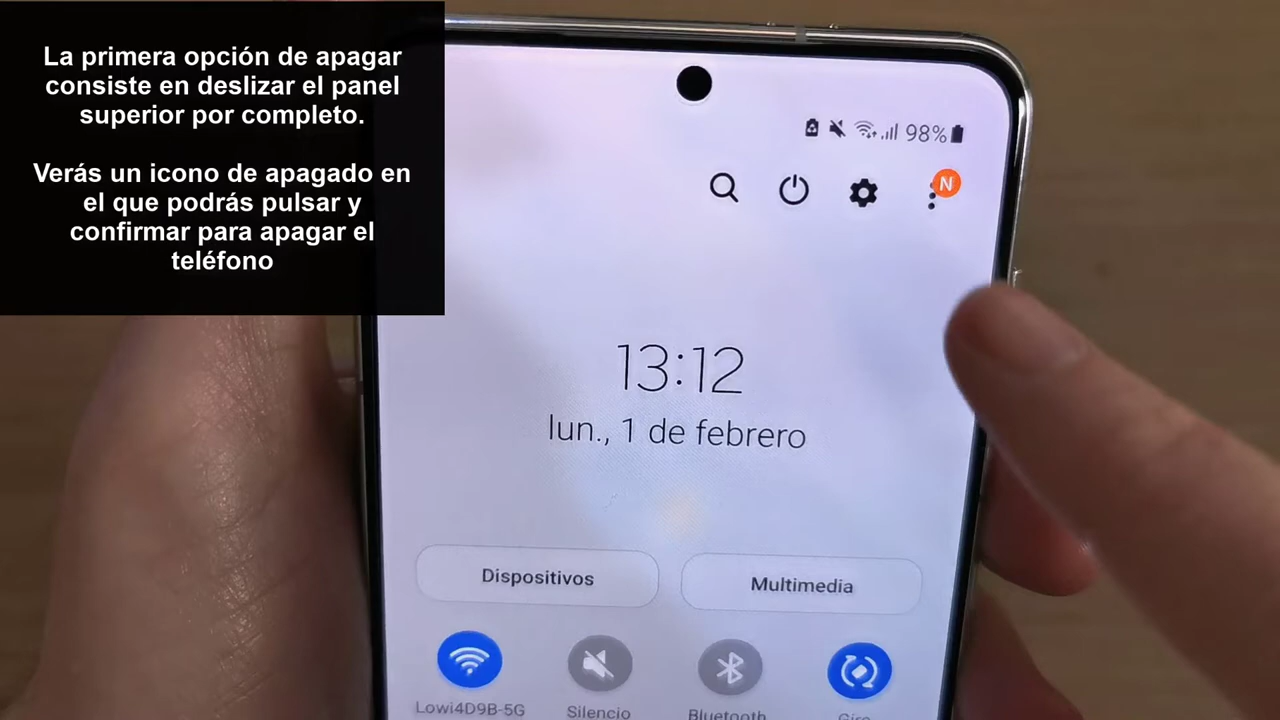 La primera opción de apagar
consiste en deslizar el panel
superior por completo.
Verás un icono de apagado en
el que podrás pulsar y
confirmar para apagar el
teléfono
98%
N
13:12
lun., 1 de febrero
Dispositivos
Multimedia
Lowi4D9B-5G
Silencio
Bluetooth